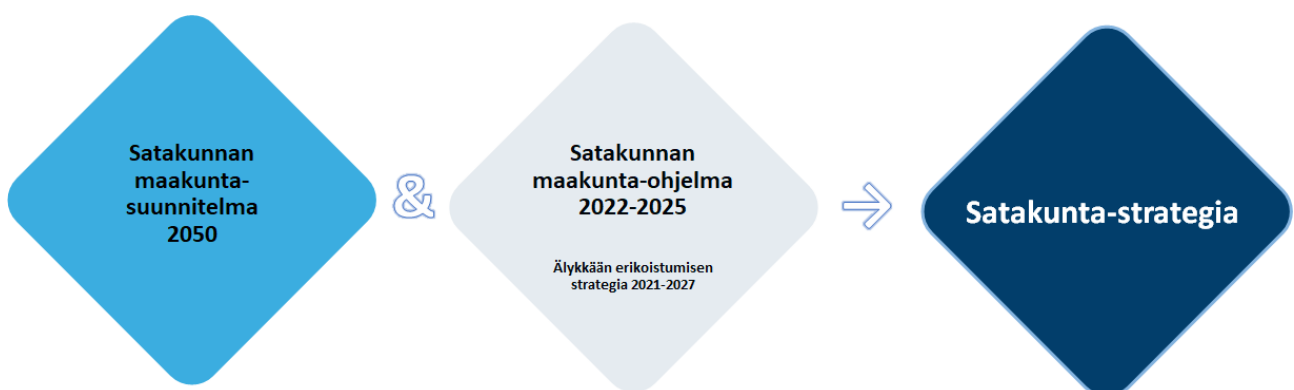 Satakunnan
maakunta-
suunnitelma
2050
&
Satakunnan
maakunta-ohjelma
2022-2025
Älykkään erikoistumisen
strategia 2021-2027
Satakunta-strategia